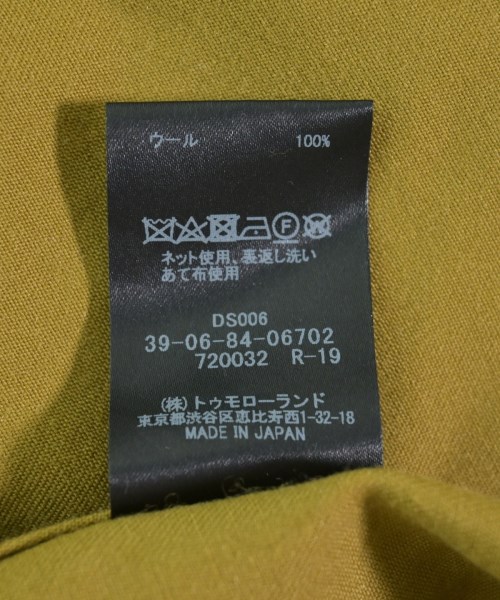 ウール 100%
ネット使用、裏返し洗い
あて布使用
DS006
39-06-84-06702
720032 R-19
(株)トゥモローランド
東京都渋谷区恵比寿西1-32-18
MADE IN JAPAN